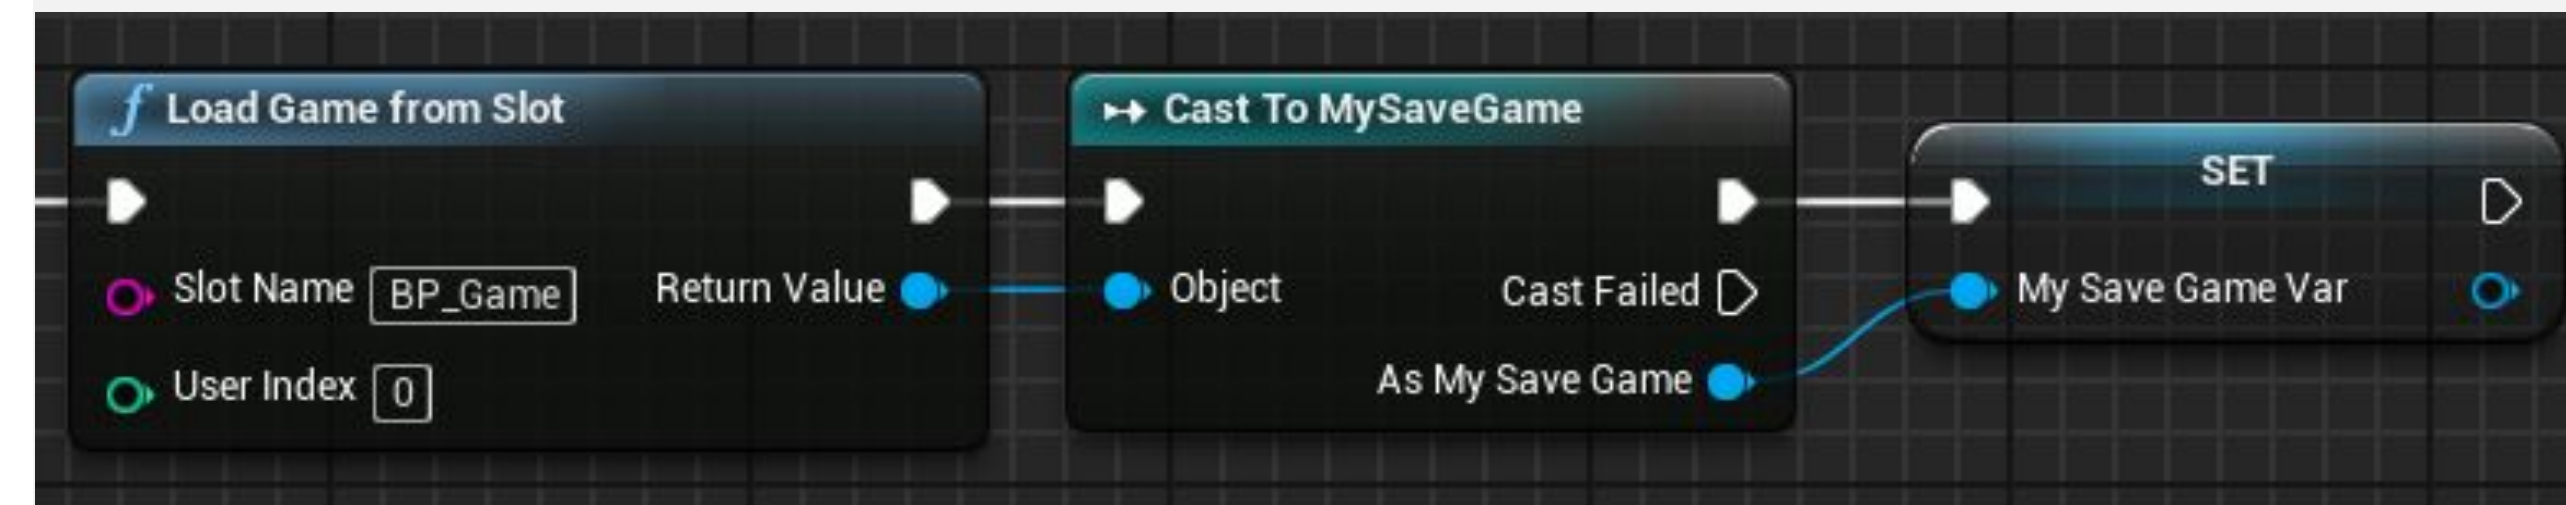 f Load Game from Slot
Slot Name BP_Game
Return Value
User Index 0
Cast To MySaveGame
Object
Cast Failed
As My Save Game
SET
My Save Game Var